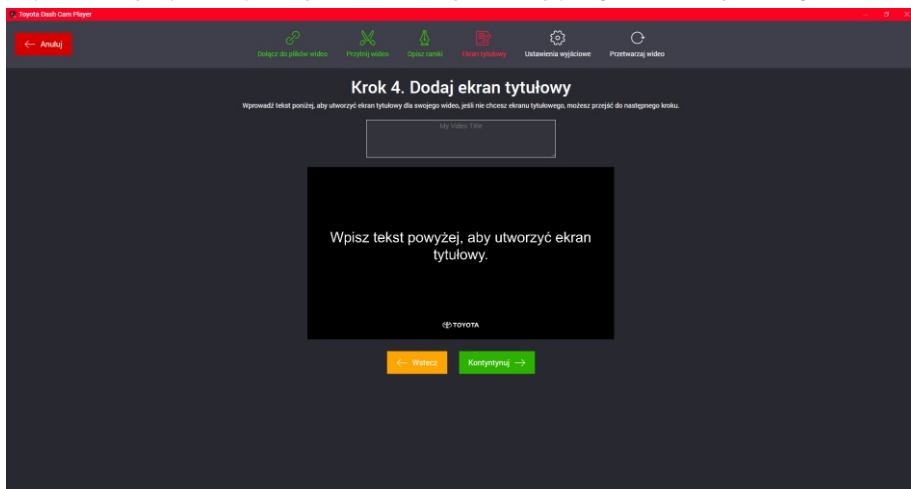 Toyota Dash Cam Player
← Anuluj
Dołącz do plików wideo
Przytnij wideo
Opisz ramki
Ekran tytułowy
Ustawienia wyjściowe
Przetwarzaj wideo
Krok 4. Dodaj ekran tytułowy
Wprowadź tekst poniżej, aby utworzyć ekran tytułowy dla swojego wideo, jeśli nie chcesz ekranu tytułowego, możesz przejść do następnego kroku.
My Video Title
Wpisz tekst powyżej, aby utworzyć ekran
tytułowy.
TOYOTA
← Wstecz
Kontyntynuj →